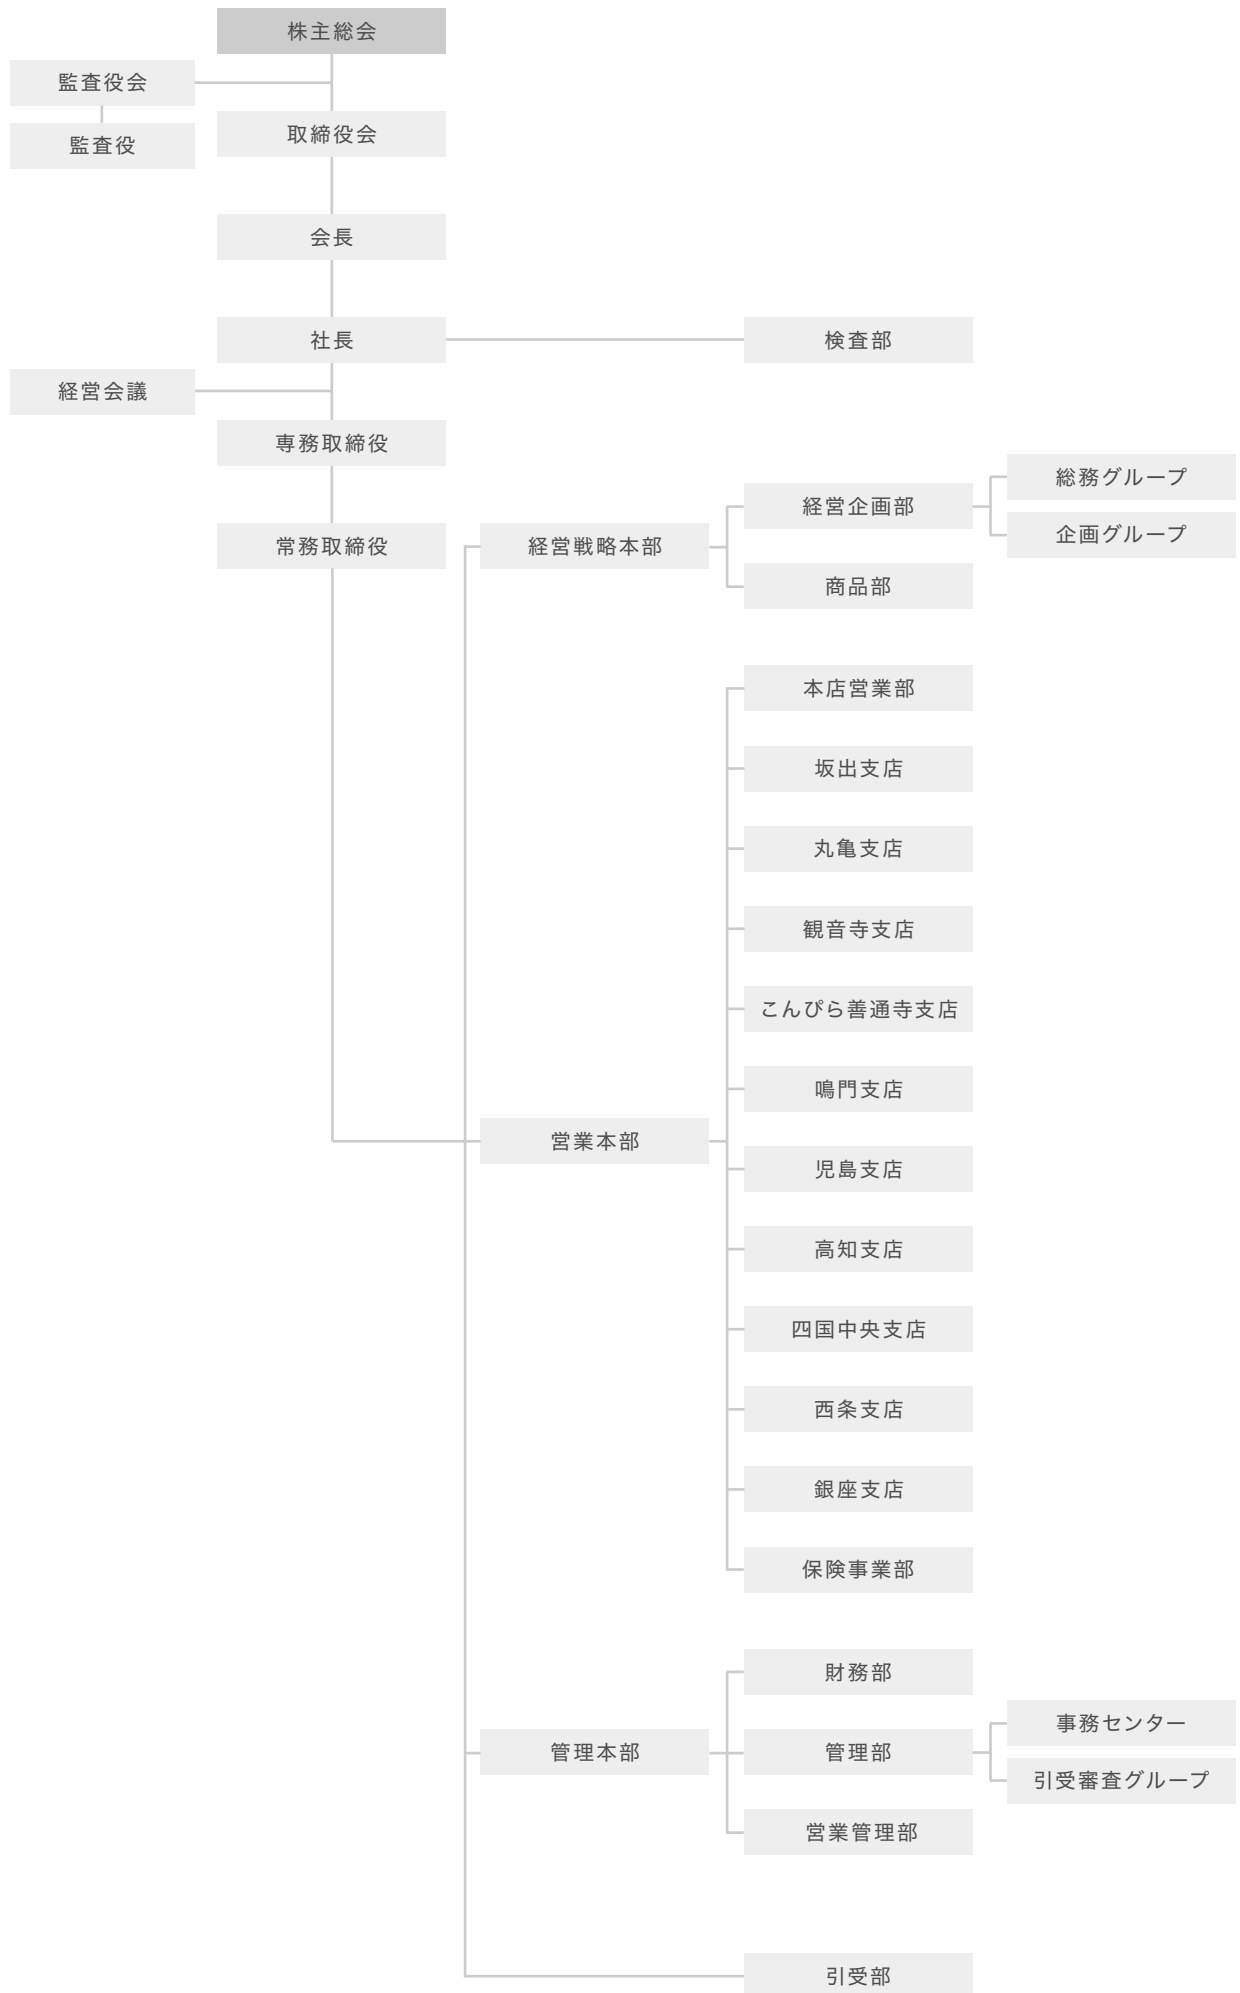 株主総会
監査役会
監査役
取締役会
会長
社長
検査部
経営会議
専務取締役
常務取締役
経営戦略本部
経営企画部
総務グループ
企画グループ
商品部
営業本部
本店営業部
坂出支店
丸亀支店
観音寺支店
こんぴら善通寺支店
鳴門支店
児島支店
高知支店
四国中央支店
西条支店
銀座支店
保険事業部
管理本部
財務部
管理部
事務センター
引受審査グループ
営業管理部
引受部